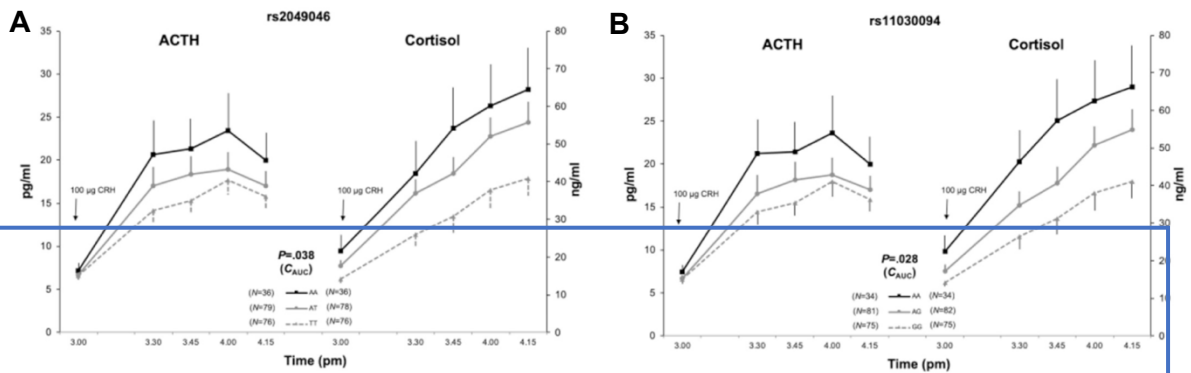 A
rs2049046
ACTH
Cortisol
35
30
25
20
15
10
5
0
pg/ml
80
70
60
50
40
30
20
10
0
ng/ml
100 µg CRH
100 µg CRH
P=.038
(CAUC)
(N=36) AA (N=36)
(N=79) AT (N=78)
(N=76) TT (N=76)
3.00 3.30 3.45 4.00 4.15 3.00 3.30 3.45 4.00 4.15
Time (pm)
B
rs11030094
ACTH
Cortisol
35
30
25
20
15
10
5
0
pg/ml
80
70
60
50
40
30
20
10
0
ng/ml
100 µg CRH
100 µg CRH
P=.028
(CAUC)
(N=34) AA (N=34)
(N=81) AG (N=82)
(N=75) GG (N=75)
3.00 3.30 3.45 4.00 4.15 3.00 3.30 3.45 4.00 4.15
Time (pm)